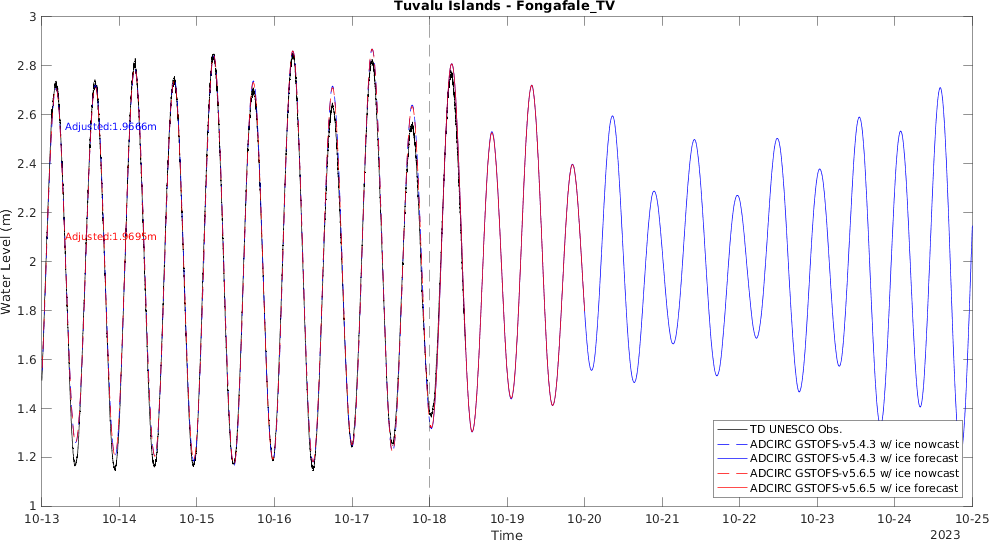 Tuvalu Islands - Fongafale_TV
3
2.8
2.6
2.4
2.2
2
1.8
1.6
1.4
1.2
1
Water Level (m)
Adjusted:1.9666m
Adjusted:1.9695m
TD UNESCO Obs.
ADCIRC GSTOFS-v5.4.3 w/ ice nowcast
ADCIRC GSTOFS-v5.4.3 w/ ice forecast
ADCIRC GSTOFS-v5.6.5 w/ ice nowcast
ADCIRC GSTOFS-v5.6.5 w/ ice forecast
10-13 10-14 10-15 10-16 10-17 10-18 10-19 10-20 10-21 10-22 10-23 10-24 10-25
Time
2023